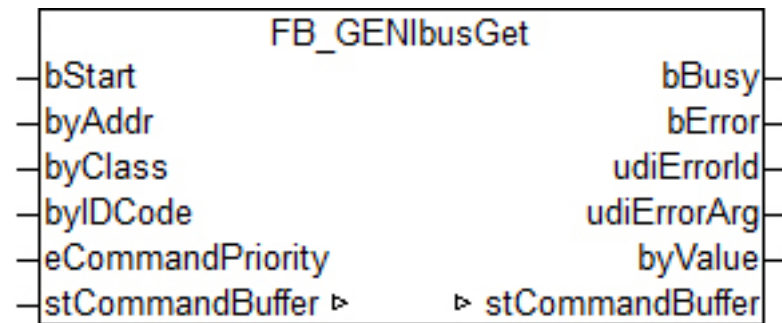 FB_GENIbusGet
bStart bBusy
byAddr bError
byClass udiErrorId
byIDCode udiErrorArg
eCommandPriority byValue
stCommandBuffer ▹ ▹ stCommandBuffer